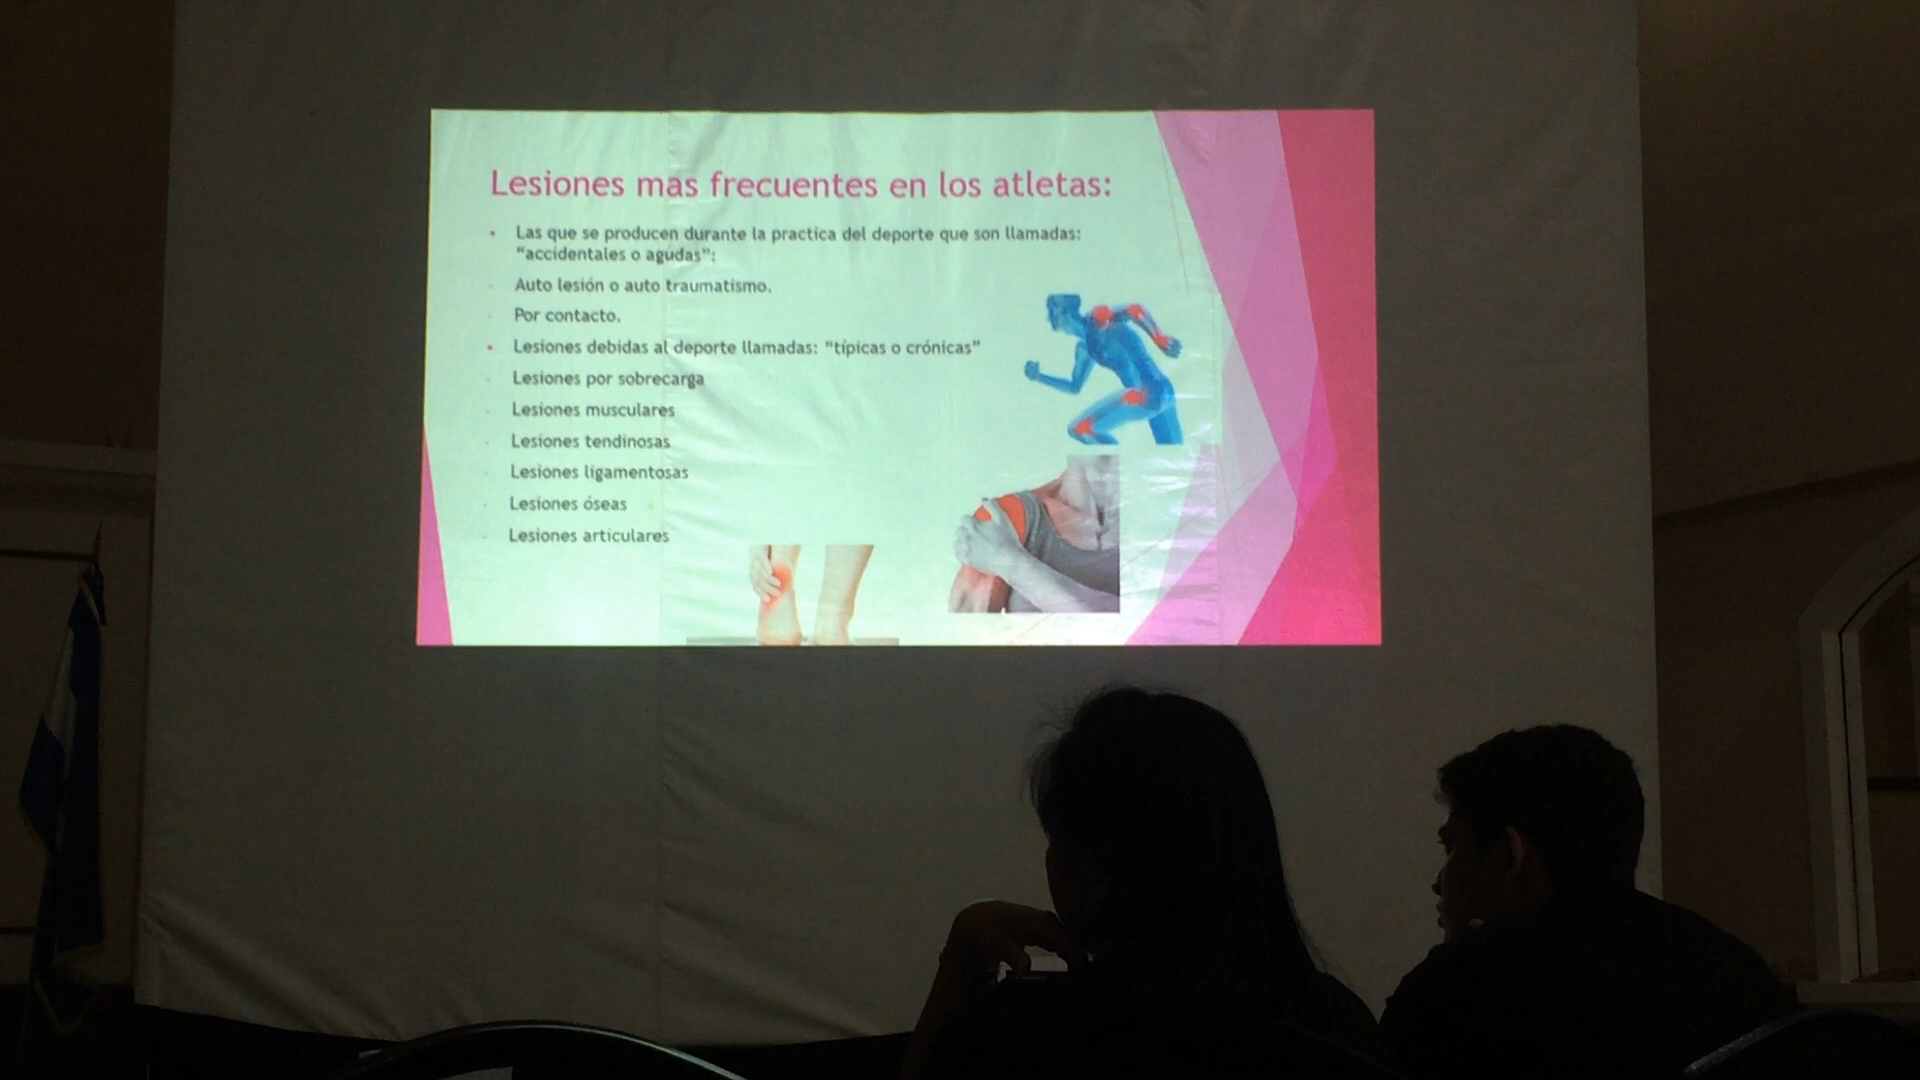 Lesiones mas frecuentes en los atletas:
• Las que se producen durante la practica del deporte que son llamadas:
"accidentales o agudas":
- Auto lesión o auto traumatismo.
- Por contacto.
• Lesiones debidas al deporte llamadas: "típicas o crónicas"
- Lesiones por sobrecarga
- Lesiones musculares
- Lesiones tendinosas
- Lesiones ligamentosas
- Lesiones óseas
- Lesiones articulares